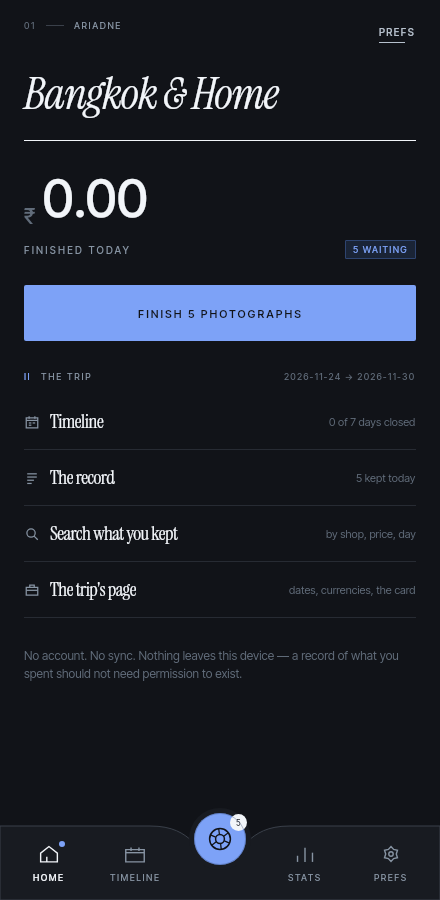 01 — ARIADNE
PREFS
Bangkok & Home
₹ 0.00
FINISHED TODAY
5 WAITING
FINISH 5 PHOTOGRAPHS
THE TRIP
2026-11-24 → 2026-11-30
Timeline
0 of 7 days closed
The record
5 kept today
Search what you kept
by shop, price, day
The trip's page
dates, currencies, the card
No account. No sync. Nothing leaves this device — a record of what you
spent should not need permission to exist.
5
HOME
TIMELINE
STATS
PREFS